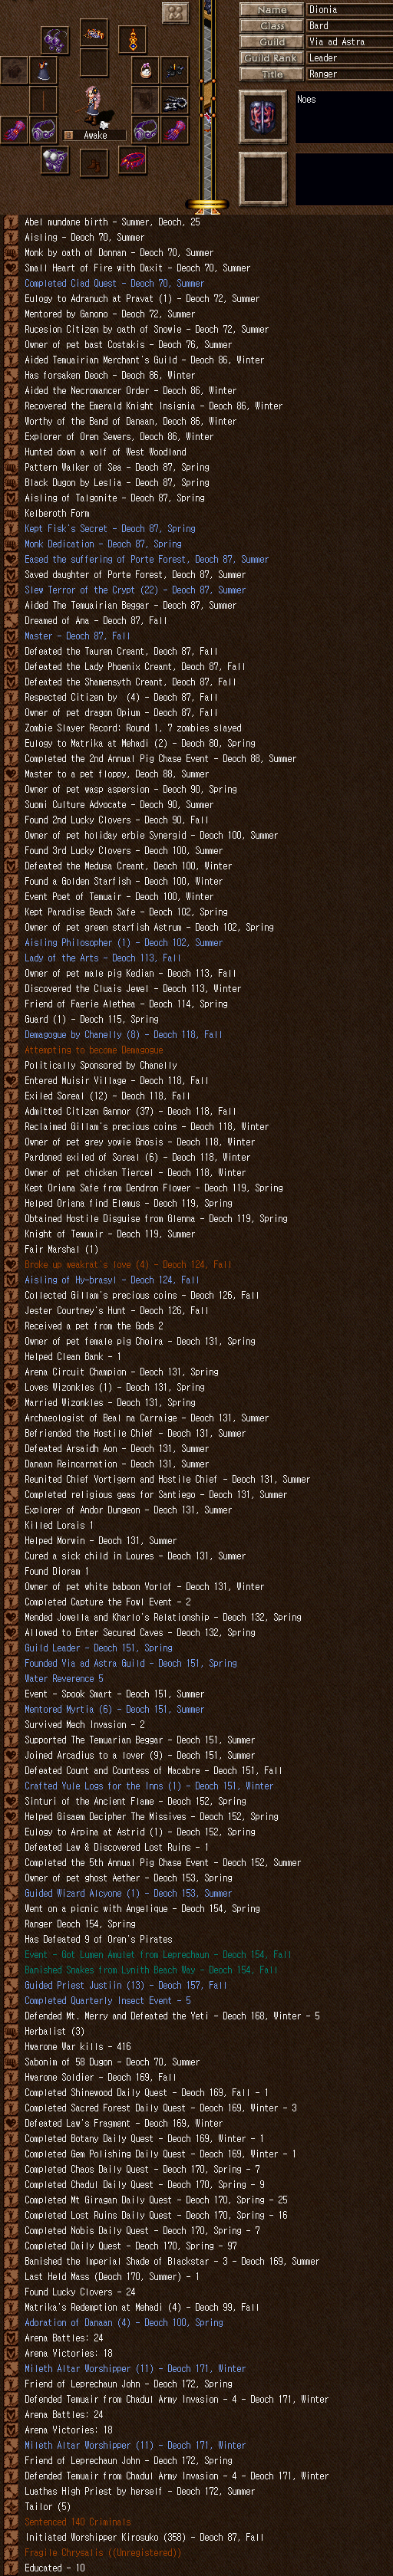 Name Dionia
Class Bard
Guild Via ad Astra
Guild Rank Leader
Title Ranger
Noes
Awake
Abel mundane birth - Summer, Deoch, 25
Aisling - Deoch 70, Summer
Monk by oath of Donnan - Deoch 70, Summer
Small Heart of Fire with Daxit - Deoch 70, Summer
Completed Ciad Quest - Deoch 70, Summer
Eulogy to Adranuch at Pravat (1) - Deoch 72, Summer
Mentored by Ganono - Deoch 72, Summer
Rucesion Citizen by oath of Snowie - Deoch 72, Summer
Owner of pet bast Costakis - Deoch 76, Summer
Aided Temuairian Merchant's Guild - Deoch 86, Winter
Has forsaken Deoch - Deoch 86, Winter
Aided the Necromancer Order - Deoch 86, Winter
Recovered the Emerald Knight Insignia - Deoch 86, Winter
Worthy of the Band of Danaan, Deoch 86, Winter
Explorer of Oren Sewers, Deoch 86, Winter
Hunted down a wolf of West Woodland
Pattern Walker of Sea - Deoch 87, Spring
Black Dugon by Leslia - Deoch 87, Spring
Aisling of Talgonite - Deoch 87, Spring
Kelberoth Form
Kept Fisk's Secret - Deoch 87, Spring
Monk Dedication - Deoch 87, Spring
Eased the suffering of Porte Forest, Deoch 87, Summer
Saved daughter of Porte Forest, Deoch 87, Summer
Slew Terror of the Crypt (22) - Deoch 87, Summer
Aided The Temuairian Beggar - Deoch 87, Summer
Dreamed of Ana - Deoch 87, Fall
Master - Deoch 87, Fall
Defeated the Tauren Creant, Deoch 87, Fall
Defeated the Lady Phoenix Creant, Deoch 87, Fall
Defeated the Shamensyth Creant, Deoch 87, Fall
Respected Citizen by  (4) - Deoch 87, Fall
Owner of pet dragon Opium - Deoch 87, Fall
Zombie Slayer Record: Round 1, 7 zombies slayed
Eulogy to Matrika at Mehadi (2) - Deoch 80, Spring
Completed the 2nd Annual Pig Chase Event - Deoch 88, Summer
Master to a pet floppy, Deoch 88, Summer
Owner of pet wasp aspersion - Deoch 90, Spring
Suomi Culture Advocate - Deoch 90, Summer
Found 2nd Lucky Clovers - Deoch 90, Fall
Owner of pet holiday erbie Synergid - Deoch 100, Summer
Found 3rd Lucky Clovers - Deoch 100, Summer
Defeated the Medusa Creant, Deoch 100, Winter
Found a Golden Starfish - Deoch 100, Winter
Event Poet of Temuair - Deoch 100, Winter
Kept Paradise Beach Safe - Deoch 102, Spring
Owner of pet green starfish Astrum - Deoch 102, Spring
Aisling Philosopher (1) - Deoch 102, Summer
Lady of the Arts - Deoch 113, Fall
Owner of pet male pig Kedian - Deoch 113, Fall
Discovered the Cluais Jewel - Deoch 113, Winter
Friend of Faerie Alethea - Deoch 114, Spring
Guard (1) - Deoch 115, Spring
Demagogue by Chanelly (8) - Deoch 118, Fall
Attempting to become Demagogue
Politically Sponsored by Chanelly
Entered Muisir Village - Deoch 118, Fall
Exiled Soreal (12) - Deoch 118, Fall
Admitted Citizen Gannor (37) - Deoch 118, Fall
Reclaimed Gillam's precious coins - Deoch 118, Winter
Owner of pet grey yowie Gnosis - Deoch 118, Winter
Pardoned exiled of Soreal (6) - Deoch 118, Winter
Owner of pet chicken Tiercel - Deoch 118, Winter
Kept Oriana Safe from Dendron Flower - Deoch 119, Spring
Helped Oriana find Elemus - Deoch 119, Spring
Obtained Hostile Disguise from Glenna - Deoch 119, Spring
Knight of Temuair - Deoch 119, Summer
Fair Marshal (1)
Broke up weakrat's love (4) - Deoch 124, Fall
Aisling of Hy-brasyl - Deoch 124, Fall
Collected Gillam's precious coins - Deoch 126, Fall
Jester Courtney's Hunt - Deoch 126, Fall
Received a pet from the Gods 2
Owner of pet female pig Choira - Deoch 131, Spring
Helped Clean Bank - 1
Arena Circuit Champion - Deoch 131, Spring
Loves Wizonkles (1) - Deoch 131, Spring
Married Wizonkles - Deoch 131, Spring
Archaeologist of Beal na Carraige - Deoch 131, Summer
Befriended the Hostile Chief - Deoch 131, Summer
Defeated Arsaidh Aon - Deoch 131, Summer
Danaan Reincarnation - Deoch 131, Summer
Reunited Chief Vortigern and Hostile Chief - Deoch 131, Summer
Completed religious geas for Santiego - Deoch 131, Summer
Explorer of Andor Dungeon - Deoch 131, Summer
Killed Lorais 1
Helped Morwin - Deoch 131, Summer
Cured a sick child in Loures - Deoch 131, Summer
Found Dioram 1
Owner of pet white baboon Vorlof - Deoch 131, Winter
Completed Capture the Fowl Event - 2
Mended Jowella and Kharlo's Relationship - Deoch 132, Spring
Allowed to Enter Secured Caves - Deoch 132, Spring
Guild Leader - Deoch 151, Spring
Founded Via ad Astra Guild - Deoch 151, Spring
Water Reverence 5
Event - Spook Smart - Deoch 151, Summer
Mentored Myrtia (6) - Deoch 151, Summer
Survived Mech Invasion - 2
Supported The Temuarian Beggar - Deoch 151, Summer
Joined Arcadius to a lover (9) - Deoch 151, Summer
Defeated Count and Countess of Macabre - Deoch 151, Fall
Crafted Yule Logs for the Inns (1) - Deoch 151, Winter
Sinturi of the Ancient Flame - Deoch 152, Spring
Helped Gisaem Decipher The Missives - Deoch 152, Spring
Eulogy to Arpina at Astrid (1) - Deoch 152, Spring
Defeated Law & Discovered Lost Ruins - 1
Completed the 5th Annual Pig Chase Event - Deoch 152, Summer
Owner of pet ghost Aether - Deoch 153, Spring
Guided Wizard Alcyone (1) - Deoch 153, Summer
Went on a picnic with Angelique - Deoch 154, Spring
Ranger Deoch 154, Spring
Has Defeated 9 of Oren's Pirates
Event - Got Lumen Amulet from Leprechaun - Deoch 154, Fall
Banished Snakes from Lynith Beach Way - Deoch 154, Fall
Guided Priest Justiin (13) - Deoch 157, Fall
Completed Quarterly Insect Event - 5
Defended Mt. Merry and Defeated the Yeti - Deoch 168, Winter - 5
Herbalist (3)
Hwarone War kills - 416
Sabonim of 58 Dugon - Deoch 70, Summer
Hwarone Soldier - Deoch 169, Fall
Completed Shinewood Daily Quest - Deoch 169, Fall - 1
Completed Sacred Forest Daily Quest - Deoch 169, Winter - 3
Defeated Law's Fragment - Deoch 169, Winter
Completed Botany Daily Quest - Deoch 169, Winter - 1
Completed Gem Polishing Daily Quest - Deoch 169, Winter - 1
Completed Chaos Daily Quest - Deoch 170, Spring - 7
Completed Chadul Daily Quest - Deoch 170, Spring - 9
Completed Mt Giragan Daily Quest - Deoch 170, Spring - 25
Completed Lost Ruins Daily Quest - Deoch 170, Spring - 16
Completed Nobis Daily Quest - Deoch 170, Spring - 7
Completed Daily Quest - Deoch 170, Spring - 97
Banished the Imperial Shade of Blackstar - 3 - Deoch 169, Summer
Last Held Mass (Deoch 170, Summer) - 1
Found Lucky Clovers - 24
Matrika's Redemption at Mehadi (4) - Deoch 99, Fall
Adoration of Danaan (4) - Deoch 100, Spring
Arena Battles: 24
Arena Victories: 18
Mileth Altar Worshipper (11) - Deoch 171, Winter
Friend of Leprechaun John - Deoch 172, Spring
Defended Temuair from Chadul Army Invasion - 4 - Deoch 171, Winter
Arena Battles: 24
Arena Victories: 18
Mileth Altar Worshipper (11) - Deoch 171, Winter
Friend of Leprechaun John - Deoch 172, Spring
Defended Temuair from Chadul Army Invasion - 4 - Deoch 171, Winter
Luathas High Priest by herself - Deoch 172, Summer
Tailor (5)
Sentenced 140 Criminals
Initiated Worshipper Kirosuko (358) - Deoch 87, Fall
Fragile Chrysalis ((Unregistered))
Educated - 10